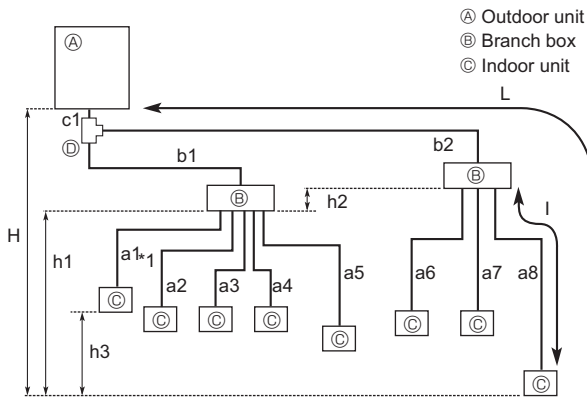 Ⓐ Outdoor unit
Ⓑ Branch box
Ⓒ Indoor unit
Ⓐ
L
c1
Ⓓ
b2
b1
Ⓑ
Ⓑ
h2
H
h1
l
a1*1
a2
a3
a4
a5
a6
a7
a8
Ⓒ
Ⓒ
Ⓒ
Ⓒ
Ⓒ
Ⓒ
Ⓒ
h3
Ⓒ